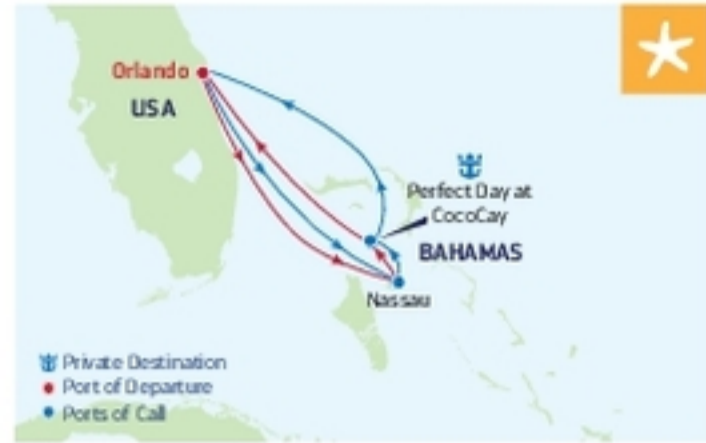 Orlando
USA
Perfect Day at
CocoCay
BAHAMAS
Nassau
Private Destination
Port of Departure
Ports of Call